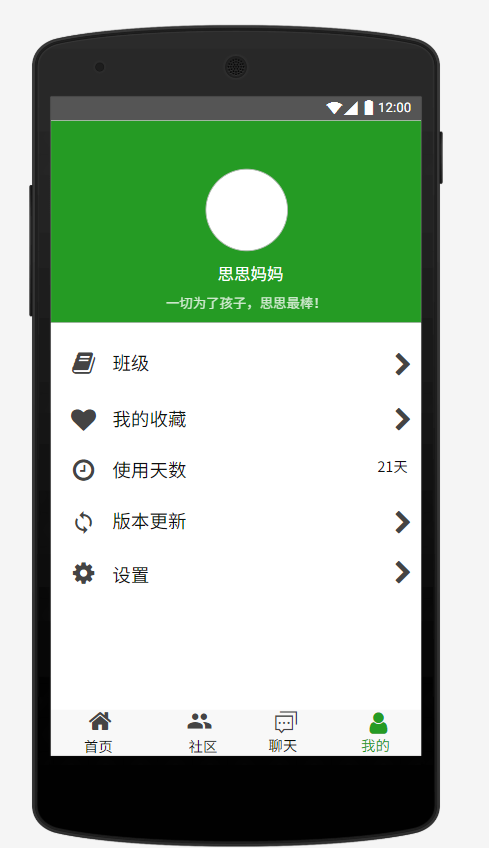 12:00
思思妈妈
一切为了孩子，思思最棒！
班级
我的收藏
使用天数 21天
版本更新
设置
首页 社区 聊天 我的